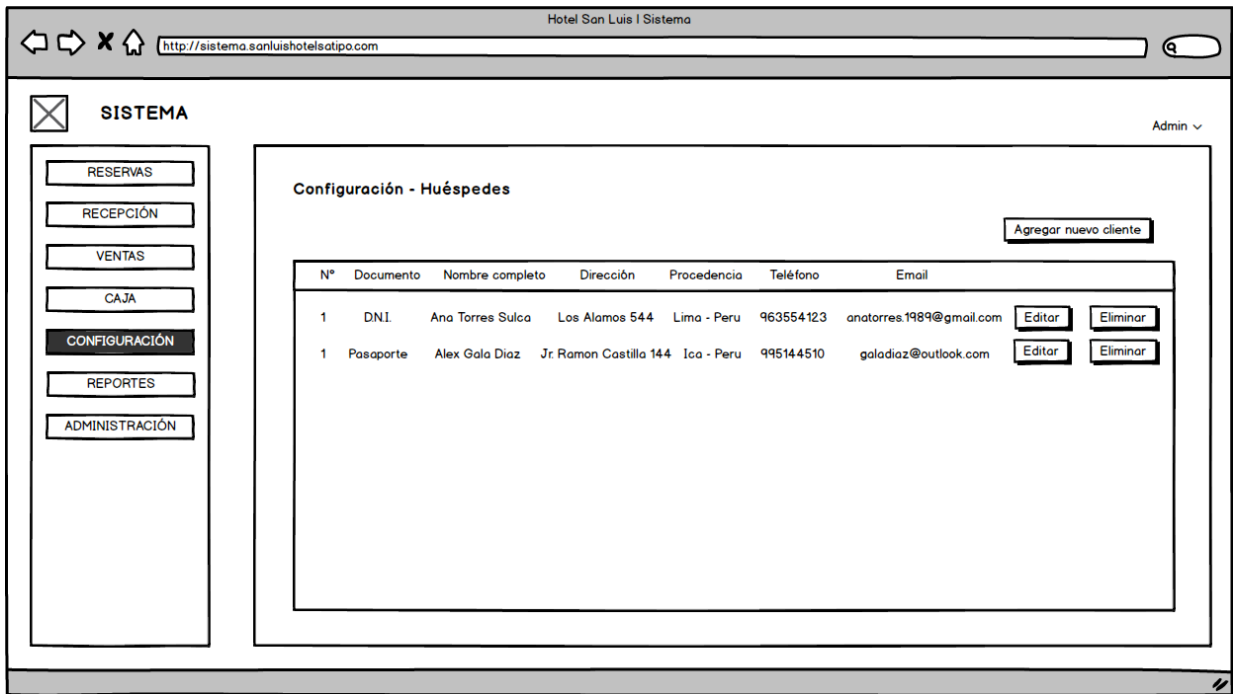 Hotel San Luis | Sistema
http://sistema.sanluishotelsatipo.com
SISTEMA
Admin
RESERVAS
RECEPCIÓN
VENTAS
CAJA
CONFIGURACIÓN
REPORTES
ADMINISTRACIÓN
Configuración - Huéspedes
Agregar nuevo cliente
N° Documento Nombre completo Dirección Procedencia Teléfono Email
1 D.N.I. Ana Torres Sulca Los Alamos 544 Lima - Peru 963554123 anatorres.1989@gmail.com Editar Eliminar
1 Pasaporte Alex Gala Diaz Jr. Ramon Castilla 144 Ica - Peru 995144510 galadiaz@outlook.com Editar Eliminar